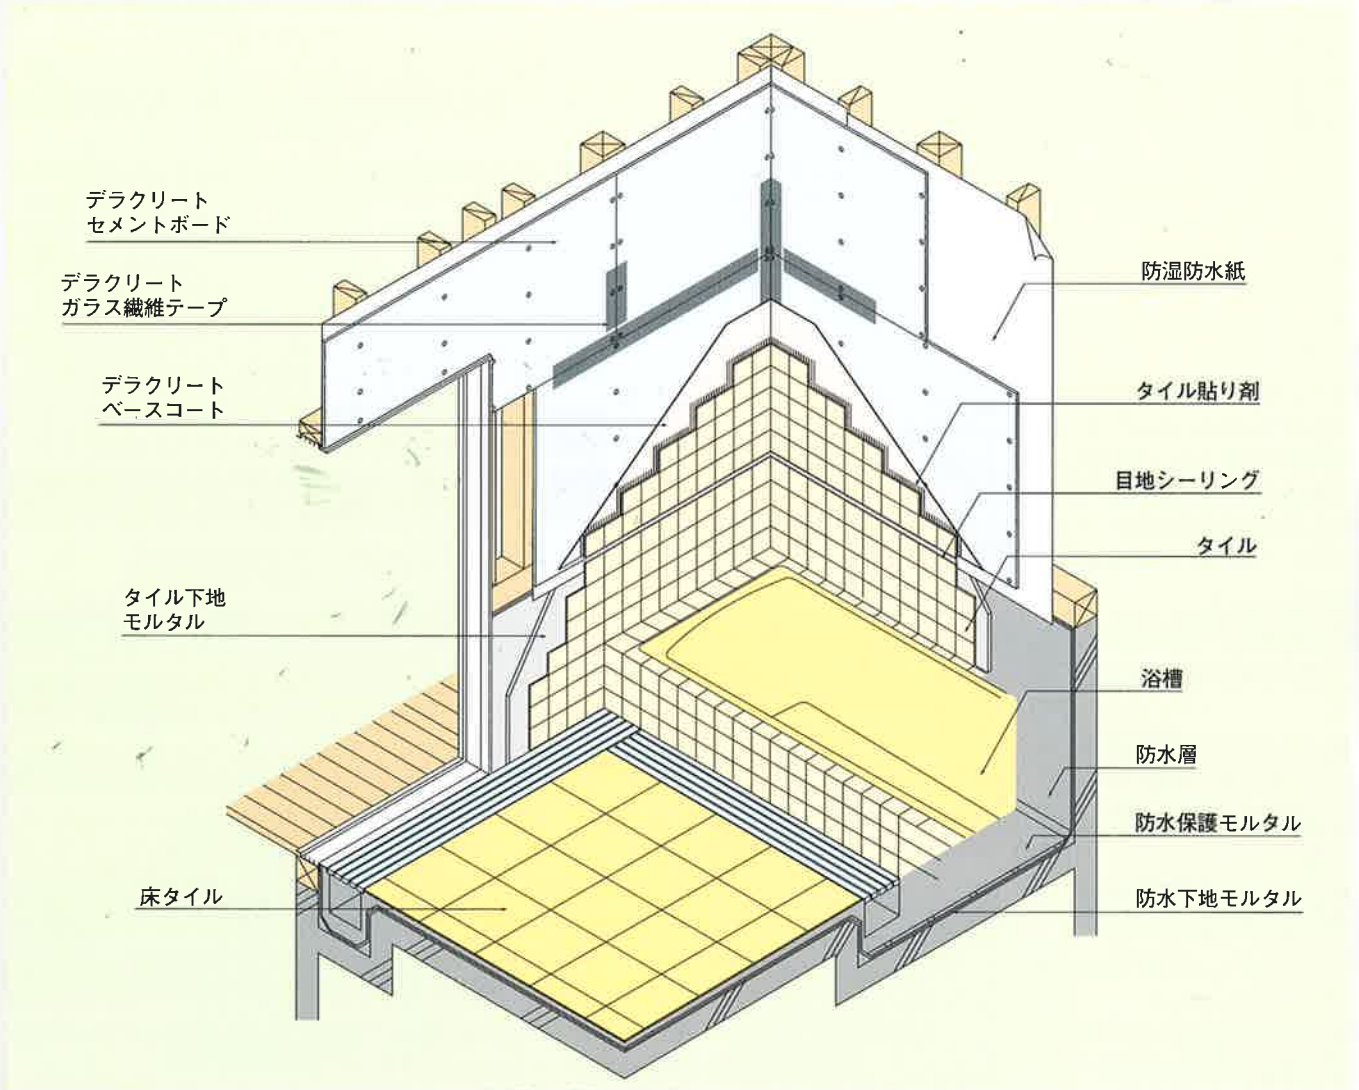 デラクリート
セメントボード
デラクリート
ガラス繊維テープ
デラクリート
ベースコート
タイル下地
モルタル
床タイル
防湿防水紙
タイル貼り剤
目地シーリング
タイル
浴槽
防水層
防水保護モルタル
防水下地モルタル